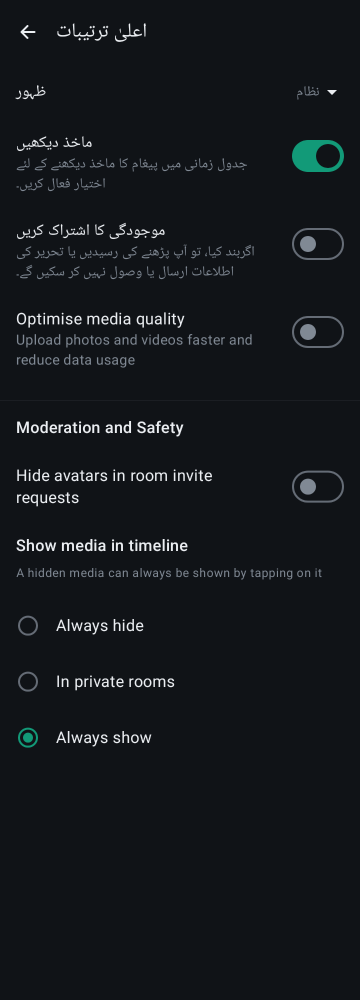 اعلیٰ ترتیبات
ظہور
نظام
ماخذ دیکھیں
جدول زمانی میں پیغام کا ماخذ دیکھنے کے لئے
اختیار فعال کریں۔
موجودگی کا اشتراک کریں
اگربند کیا، تو آپ پڑھنے کی رسیدیں یا تحریر کی
اطلاعات ارسال یا وصول نہیں کر سکیں گے۔
Optimise media quality
Upload photos and videos faster and
reduce data usage
Moderation and Safety
Hide avatars in room invite
requests
Show media in timeline
A hidden media can always be shown by tapping on it
Always hide
In private rooms
Always show